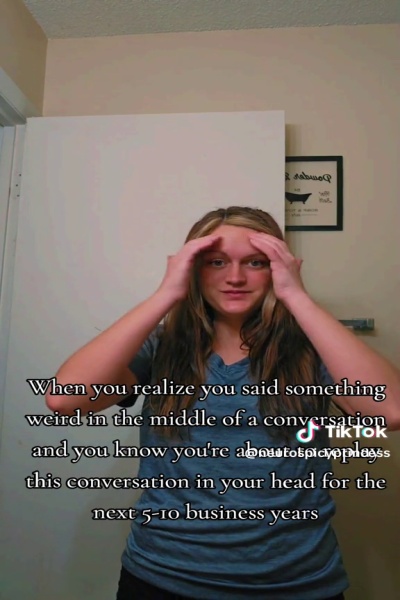 When you realize you said something
weird in the middle of a conversation
and you know you're about to replay
this conversation in your head for the
next 5-10 business years
TikTok
Powder